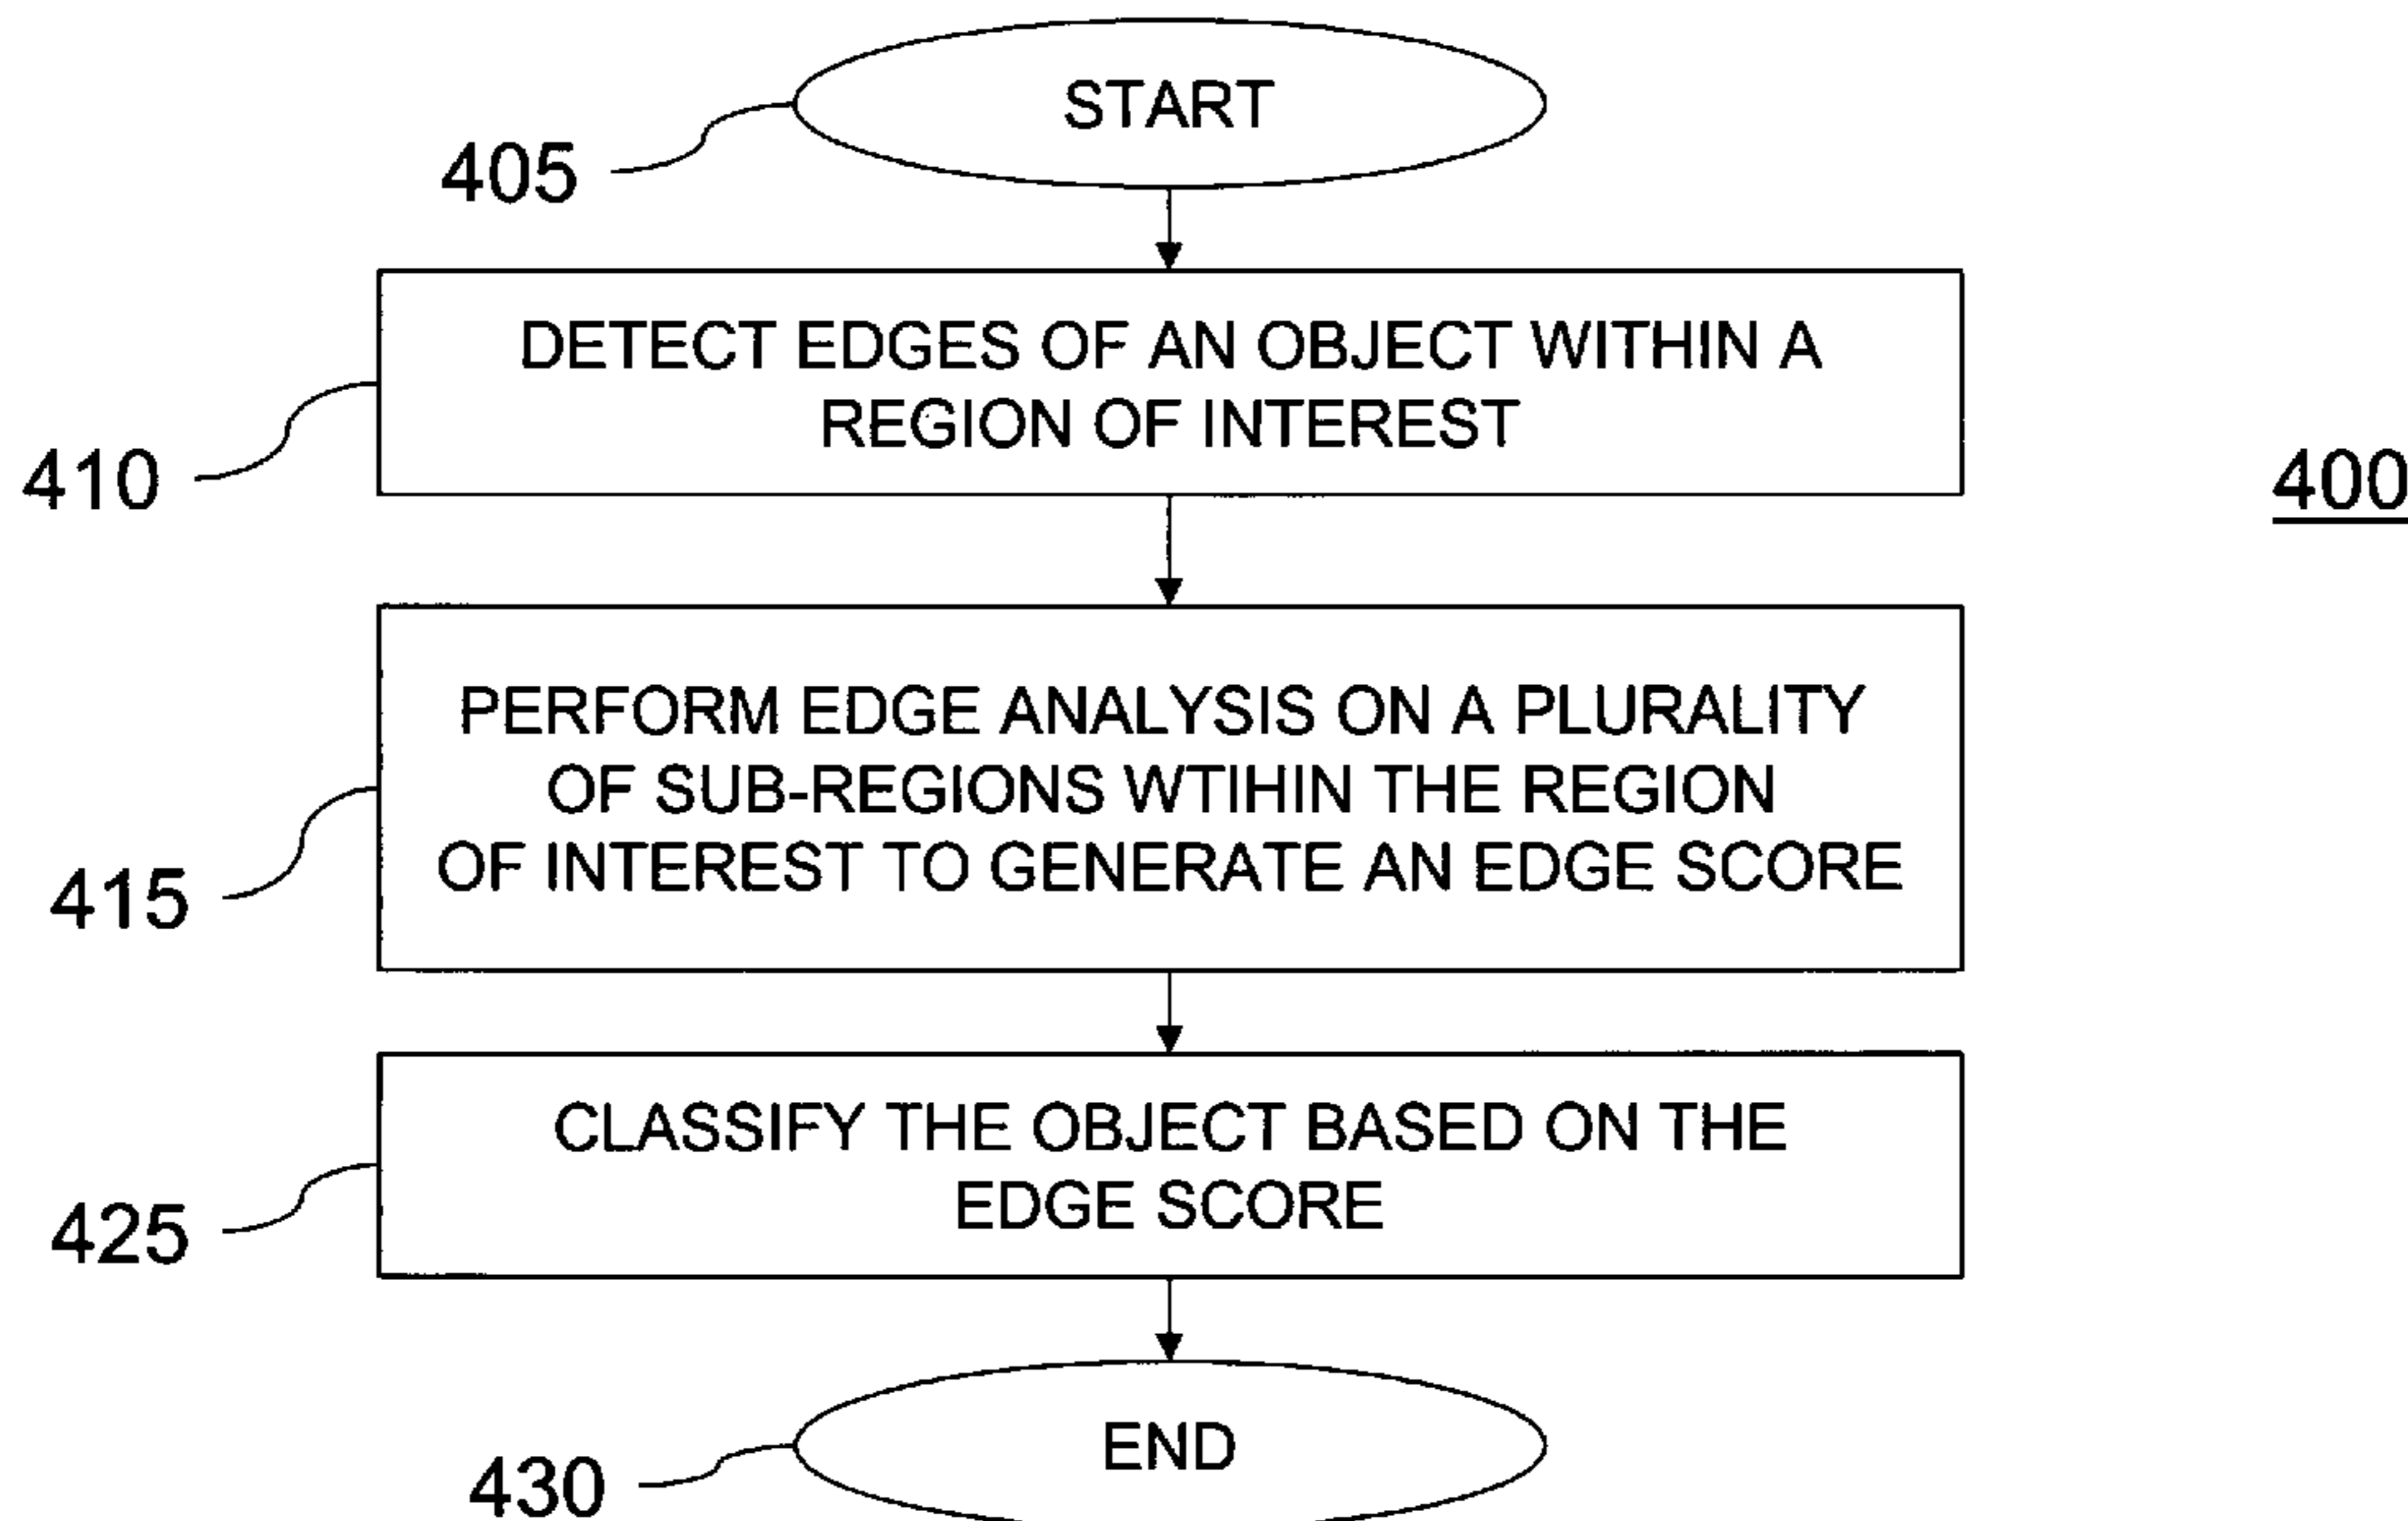 START
405
DETECT EDGES OF AN OBJECT WITHIN A
REGION OF INTEREST
410
400
PERFORM EDGE ANALYSIS ON A PLURALITY
OF SUB-REGIONS WTIHIN THE REGION
OF INTEREST TO GENERATE AN EDGE SCORE
415
CLASSIFY THE OBJECT BASED ON THE
EDGE SCORE
425
END
430